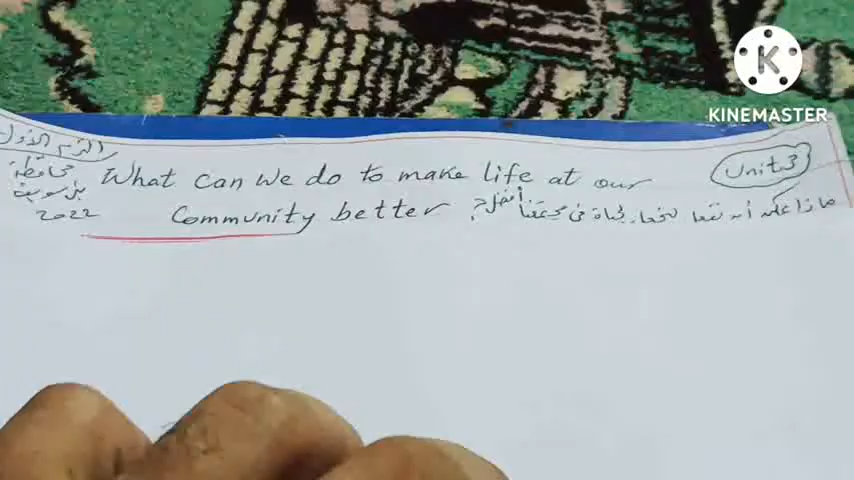 KINEMASTER
الترم الأول
محافظة
بني سويف
2022
Unit 3
What can we do to make life at our
Community better
ماذا يمكن أن نفعل لنجعل الحياة في مجتمعنا أفضل؟